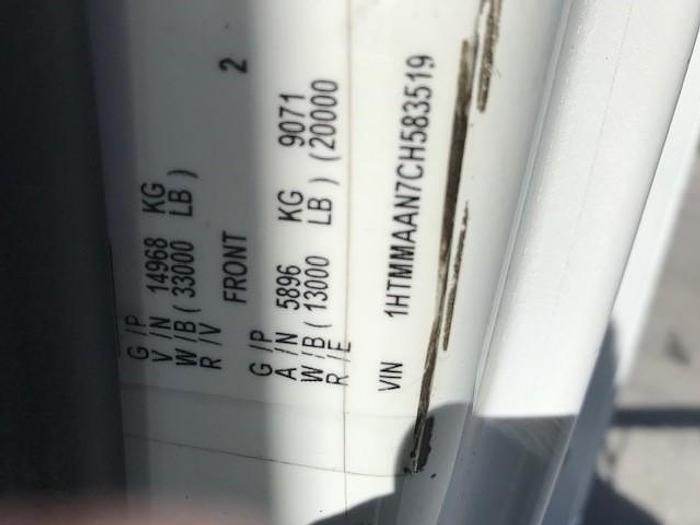 G /P
V /N 14968 KG
W /B ( 33000 LB )
R /V FRONT 2
G /P
A /N 5896 KG 9071
W /B ( 13000 LB ) (20000
R /E
VIN 1HTMMAAN7CH583519